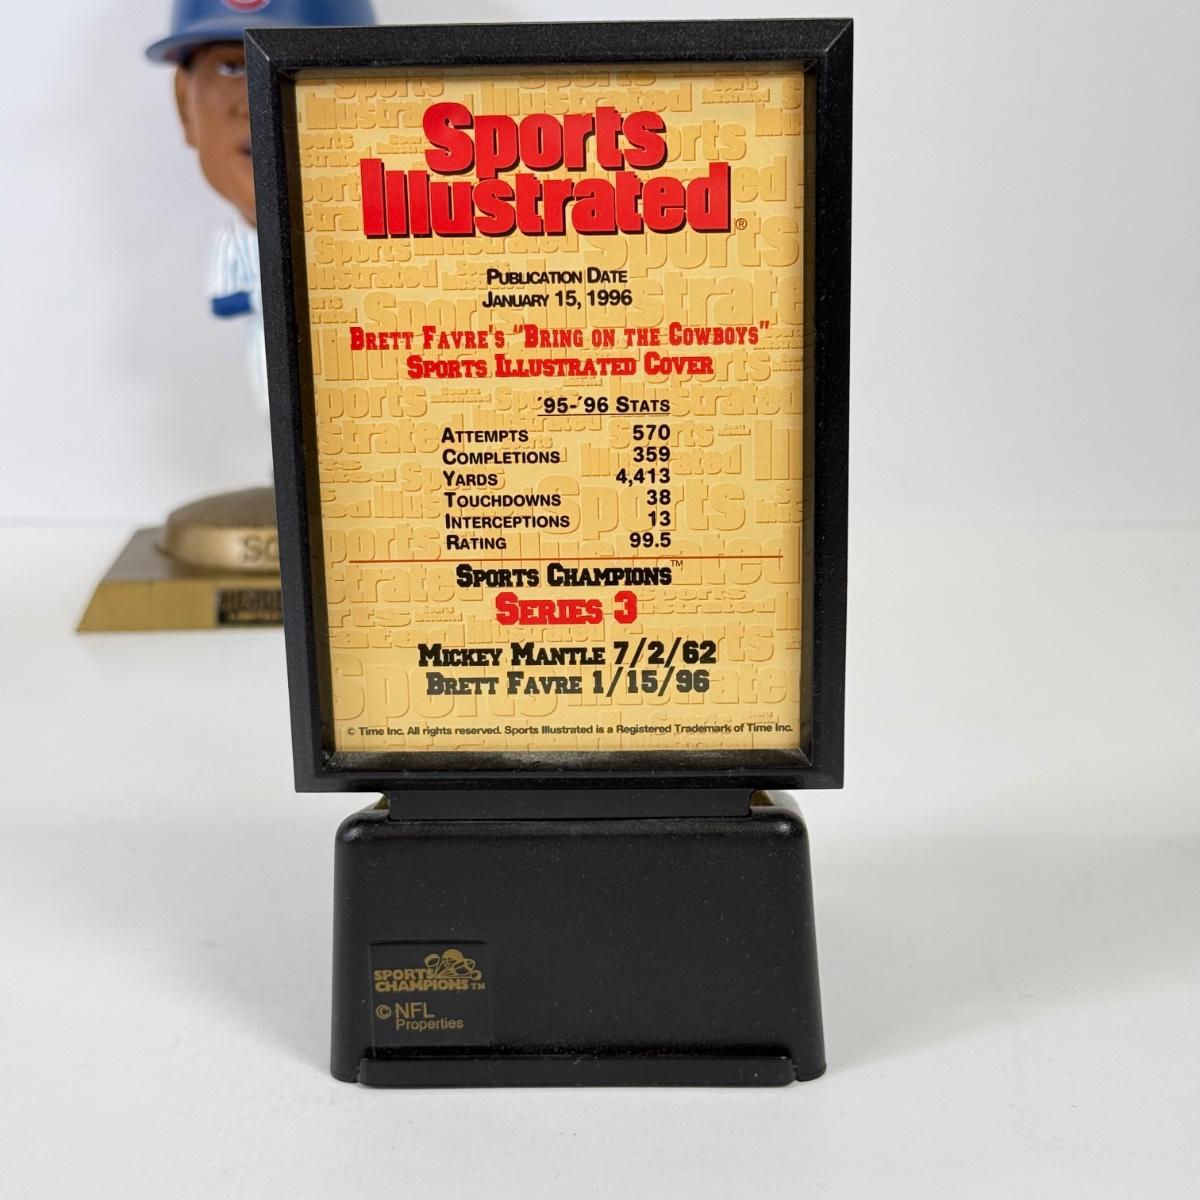 Sports
Illustrated®
PUBLICATION DATE
JANUARY 15, 1996
BRETT FAVRE'S "BRING ON THE COWBOYS"
SPORTS ILLUSTRATED COVER
'95-'96 STATS
ATTEMPTS 570
COMPLETIONS 359
YARDS 4,413
TOUCHDOWNS 38
INTERCEPTIONS 13
RATING 99.5
SPORTS CHAMPIONS™
SERIES 3
MICKEY MANTLE 7/2/62
BRETT FAVRE 1/15/96
© Time Inc. All rights reserved. Sports Illustrated is a Registered Trademark of Time Inc.
SPORTS
CHAMPIONS™
© NFL
Properties